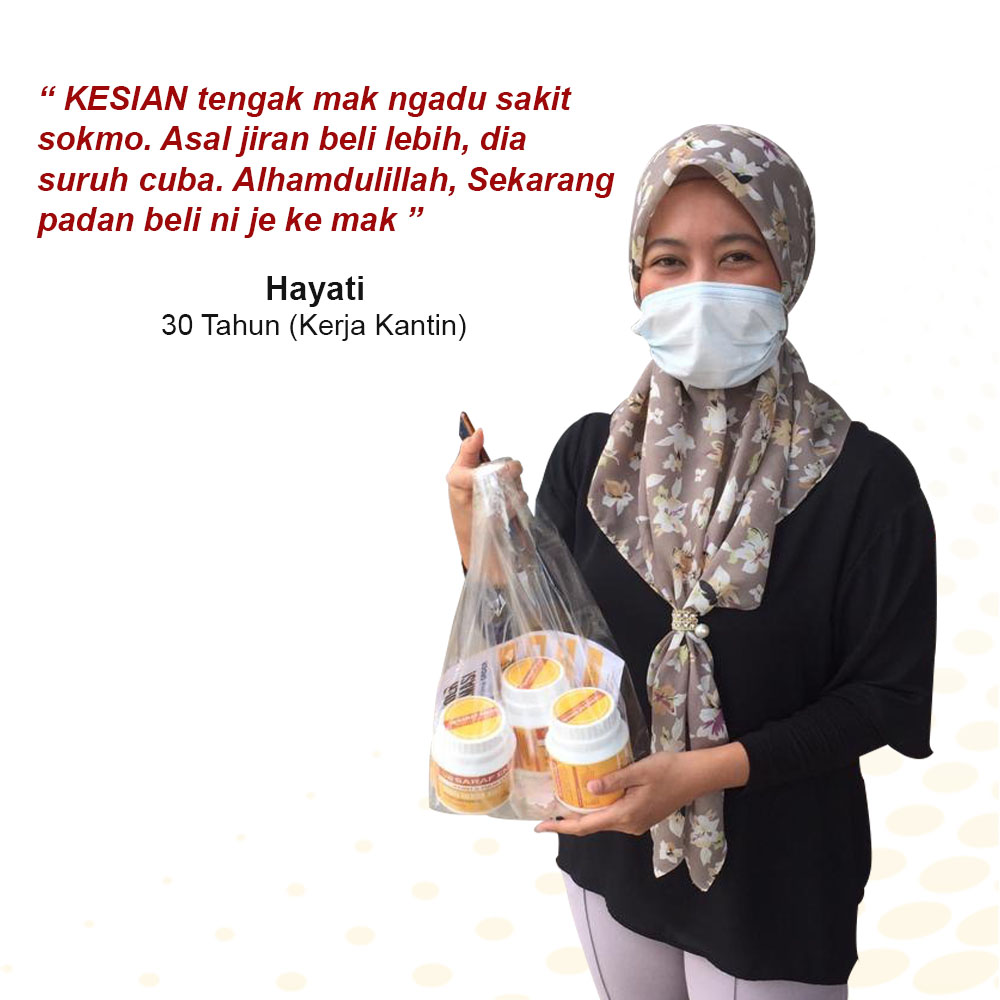 “ KESIAN tengak mak ngadu sakit
sokmo. Asal jiran beli lebih, dia
suruh cuba. Alhamdulillah, Sekarang
padan beli ni je ke mak ”
Hayati
30 Tahun (Kerja Kantin)
SARAF